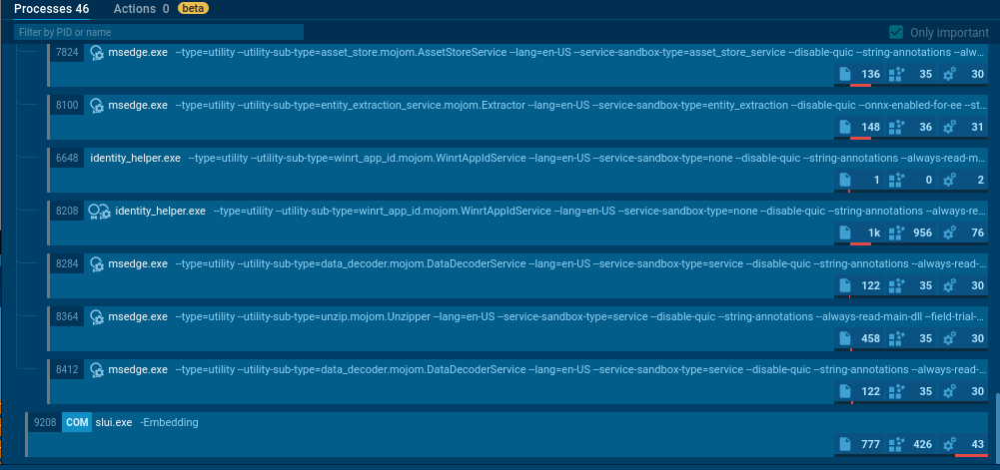 Processes 46 Actions 0 beta
Filter by PID or name Only important
7824 msedge.exe --type=utility --utility-sub-type=asset_store.mojom.AssetStoreService --lang=en-US --service-sandbox-type=asset_store_service --disable-quic --string-annotations --alw...
136 35 30
8100 msedge.exe --type=utility --utility-sub-type=entity_extraction_service.mojom.Extractor --lang=en-US --service-sandbox-type=entity_extraction --disable-quic --onnx-enabled-for-ee --st...
148 36 31
6648 identity_helper.exe --type=utility --utility-sub-type=winrt_app_id.mojom.WinrtAppIdService --lang=en-US --service-sandbox-type=none --disable-quic --string-annotations --always-read-m...
1 0 2
8208 identity_helper.exe --type=utility --utility-sub-type=winrt_app_id.mojom.WinrtAppIdService --lang=en-US --service-sandbox-type=none --disable-quic --string-annotations --always-re...
1k 956 76
8284 msedge.exe --type=utility --utility-sub-type=data_decoder.mojom.DataDecoderService --lang=en-US --service-sandbox-type=service --disable-quic --string-annotations --always-read-...
122 35 30
8364 msedge.exe --type=utility --utility-sub-type=unzip.mojom.Unzipper --lang=en-US --service-sandbox-type=service --disable-quic --string-annotations --always-read-main-dll --field-trial-...
458 35 30
8412 msedge.exe --type=utility --utility-sub-type=data_decoder.mojom.DataDecoderService --lang=en-US --service-sandbox-type=service --disable-quic --string-annotations --always-read-...
122 35 30
9208 COM slui.exe -Embedding
777 426 43